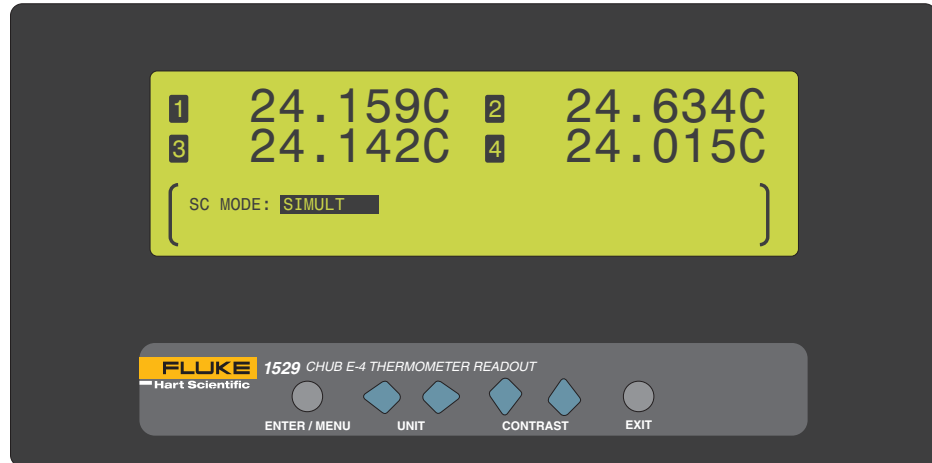 1 24.159C 2 24.634C
3 24.142C 4 24.015C
SC MODE: SIMULT
FLUKE
Hart Scientific
1529 CHUB E-4 THERMOMETER READOUT
ENTER / MENU UNIT CONTRAST EXIT